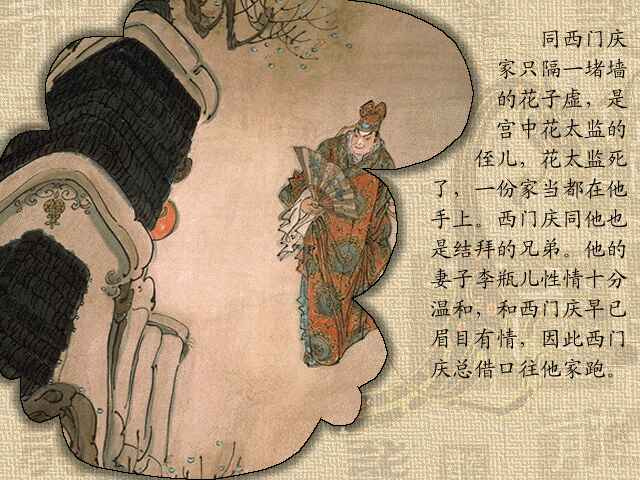 同西门庆
家只隔一堵墙
的花子虚，是
宫中花太监的
侄儿，花太监死
了，一份家当都在他
手上。西门庆同他也
是结拜的兄弟。他的
妻子李瓶儿性情十分
温和，和西门庆早已
眉目有情，因此西门
庆总借口往他家跑。